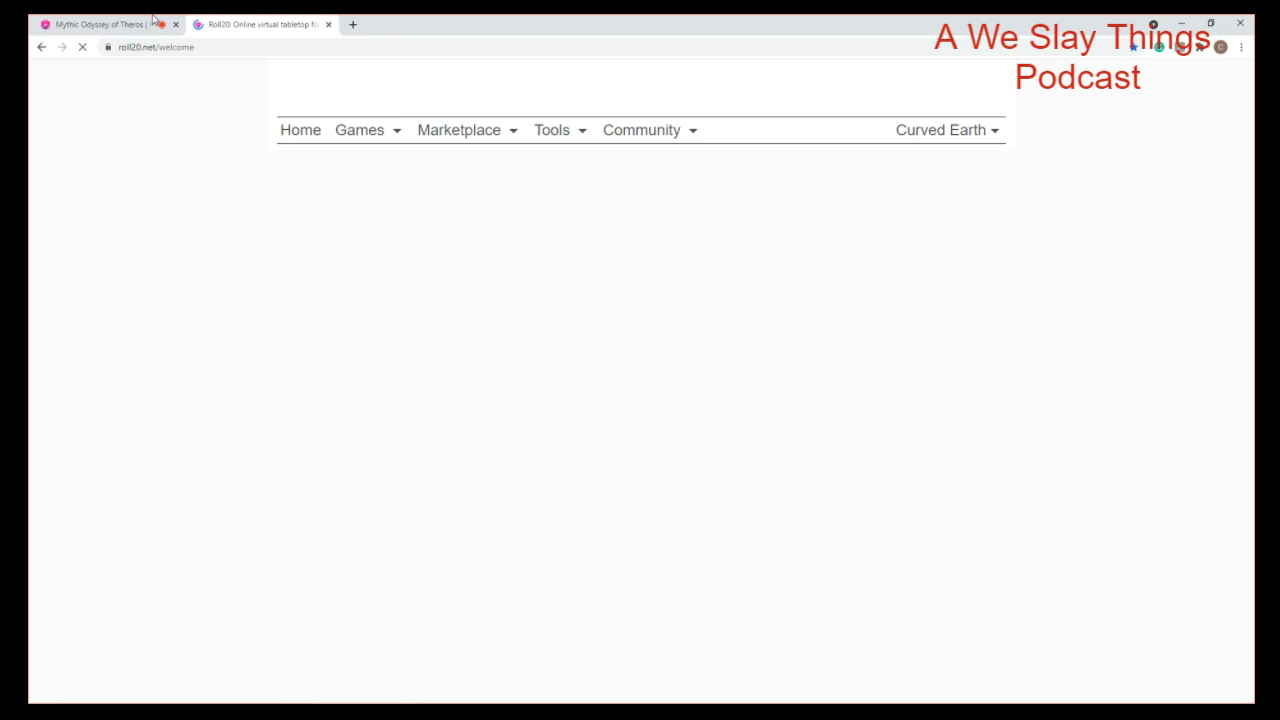 Mythic Odyssey of Theros |
Roll20: Online virtual tabletop fo
A We Slay Things
Podcast
roll20.net/welcome
C
Home Games Marketplace Tools Community Curved Earth